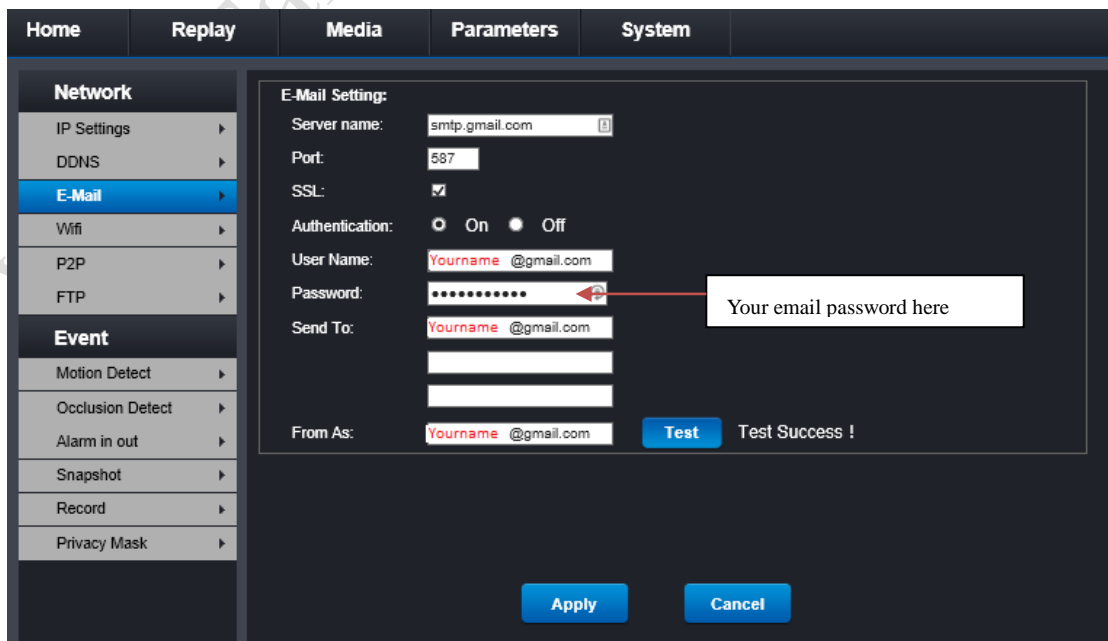 Home Replay Media Parameters System
Network
IP Settings
DDNS
E-Mail
Wifi
P2P
FTP
Event
Motion Detect
Occlusion Detect
Alarm in out
Snapshot
Record
Privacy Mask
E-Mail Setting:
Server name: smtp.gmail.com
Port: 587
SSL:
Authentication: On Off
User Name: Yourname @gmail.com
Password: •••••••••••
Your email password here
Send To: Yourname @gmail.com
From As: Yourname @gmail.com Test Test Success !
Apply Cancel